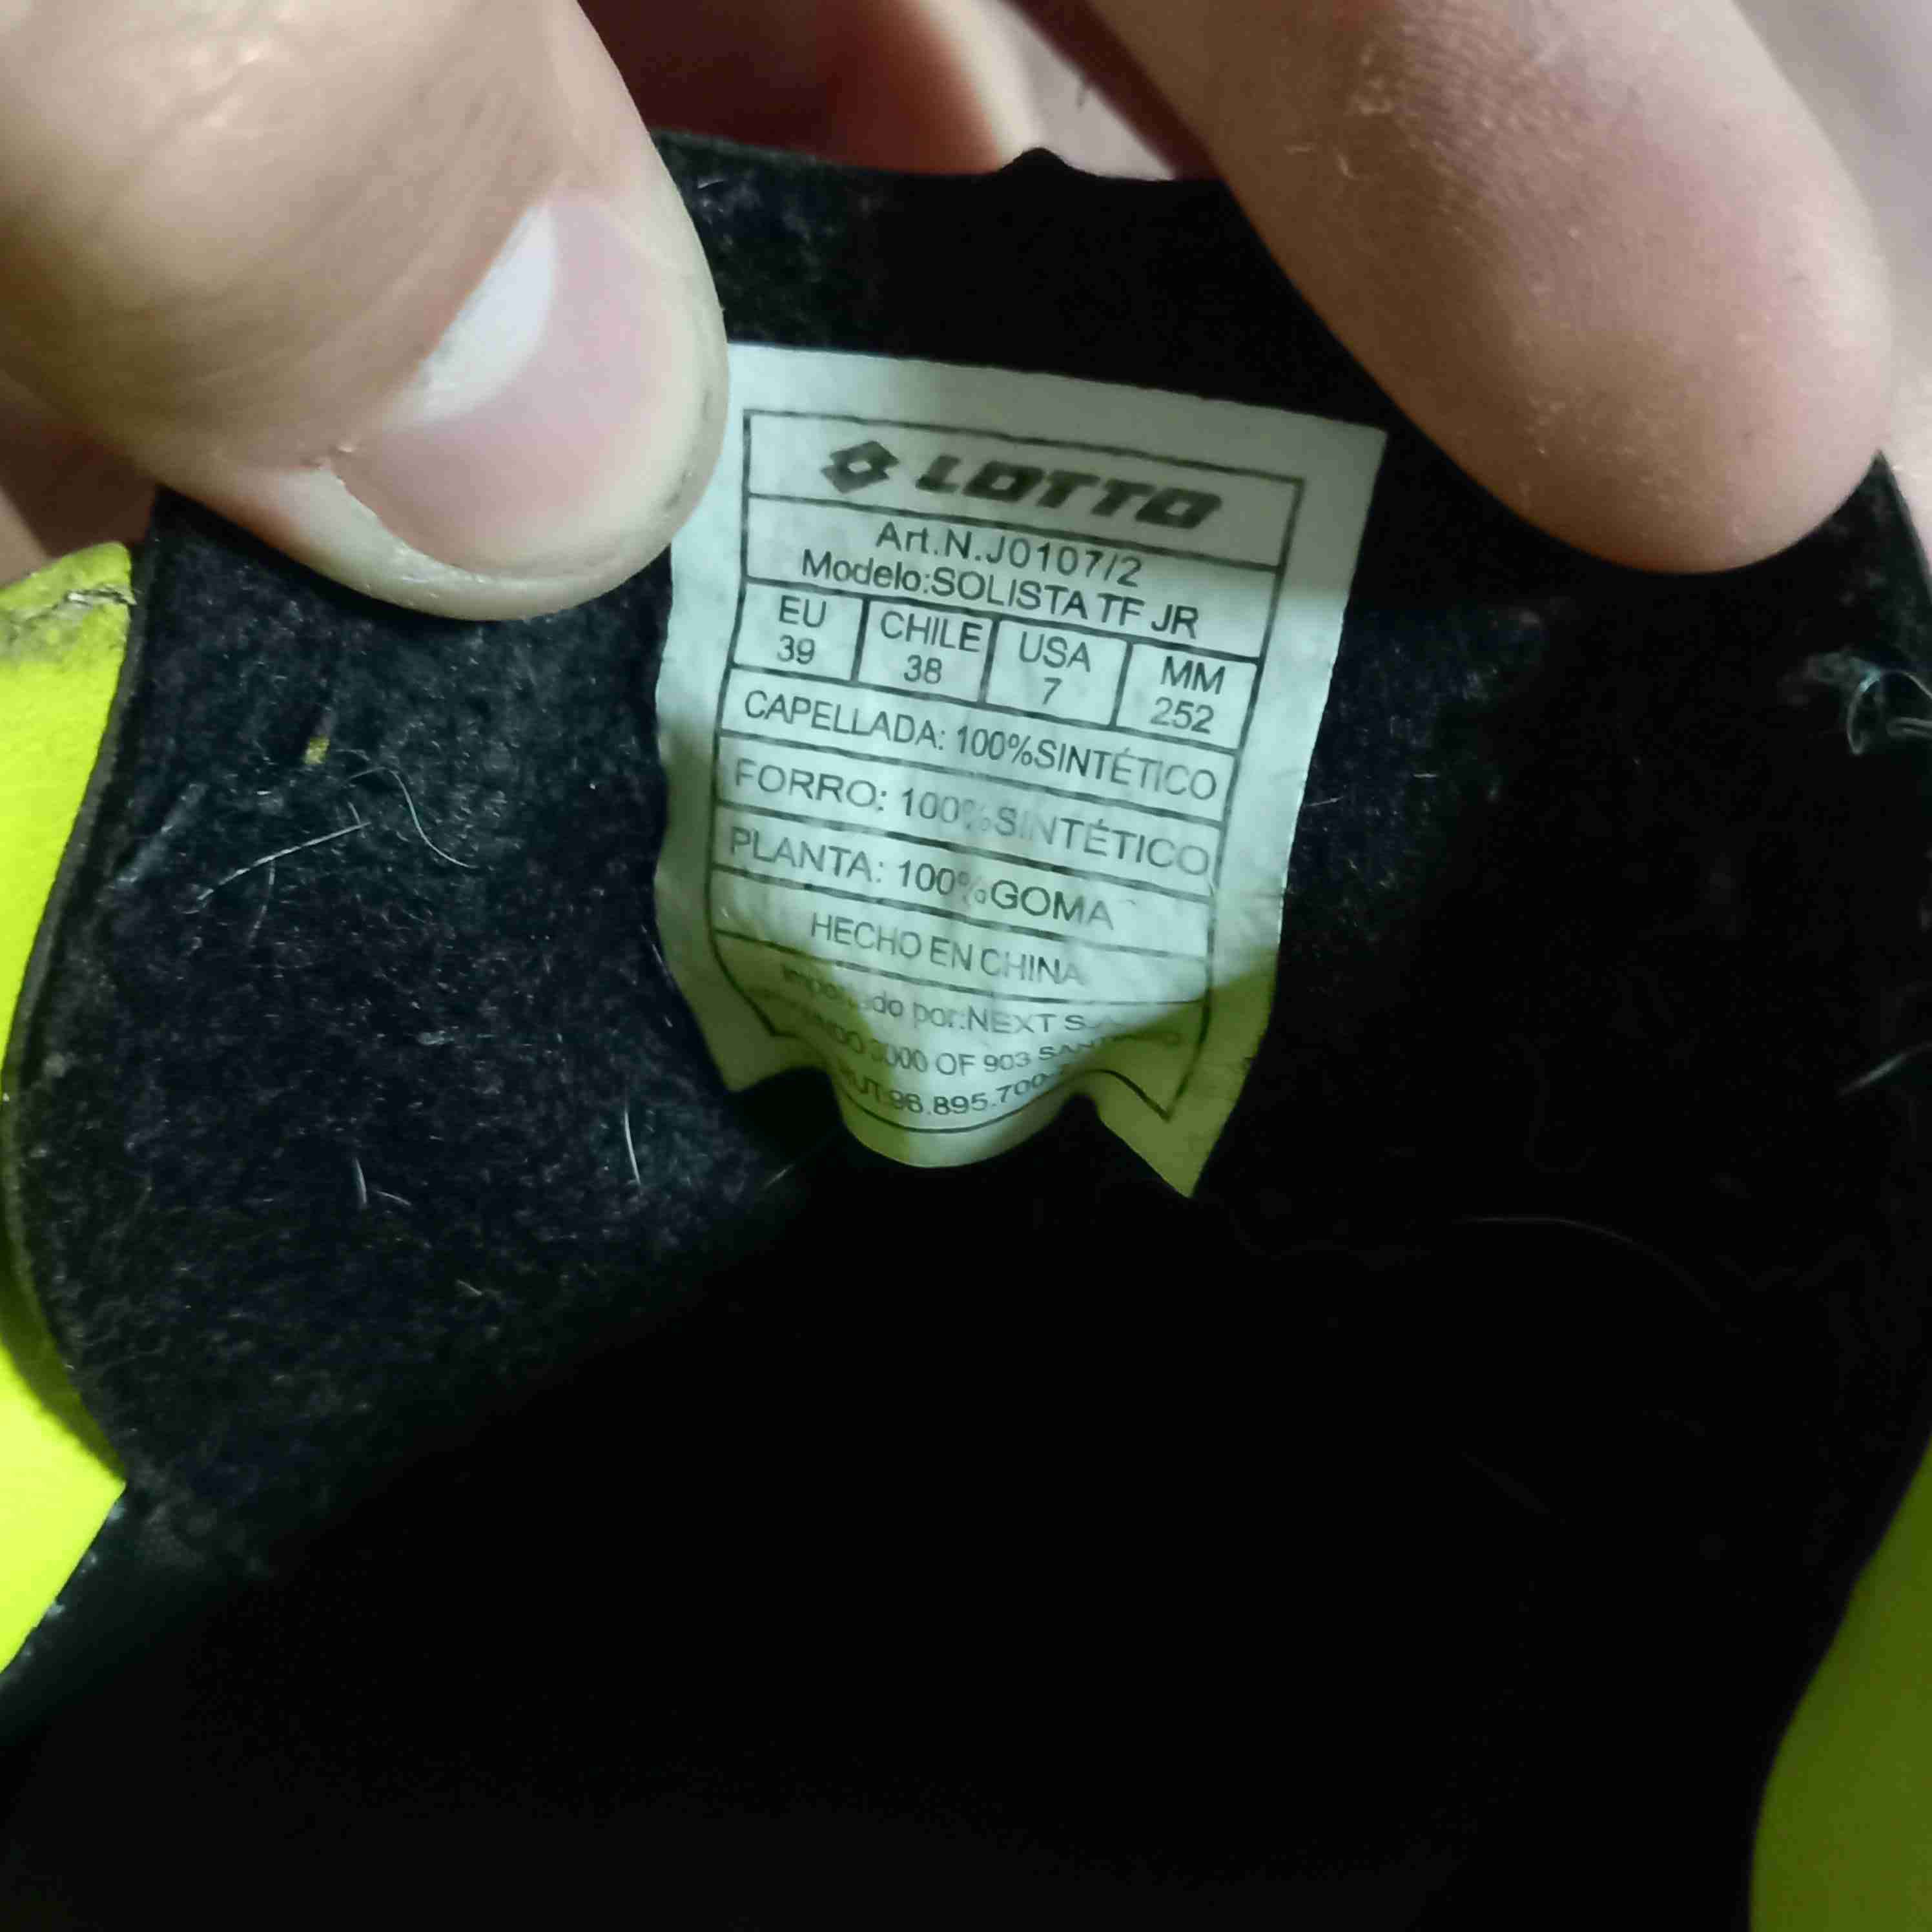 LOTTO
Art.N.J0107/2
Modelo:SOLISTA TF JR
EU CHILE USA MM
39 38 7 252
CAPELLADA: 100%SINTÉTICO
FORRO: 100%SINTÉTICO
PLANTA: 100%GOMA
HECHO EN CHINA
por:NEXT
OF 903